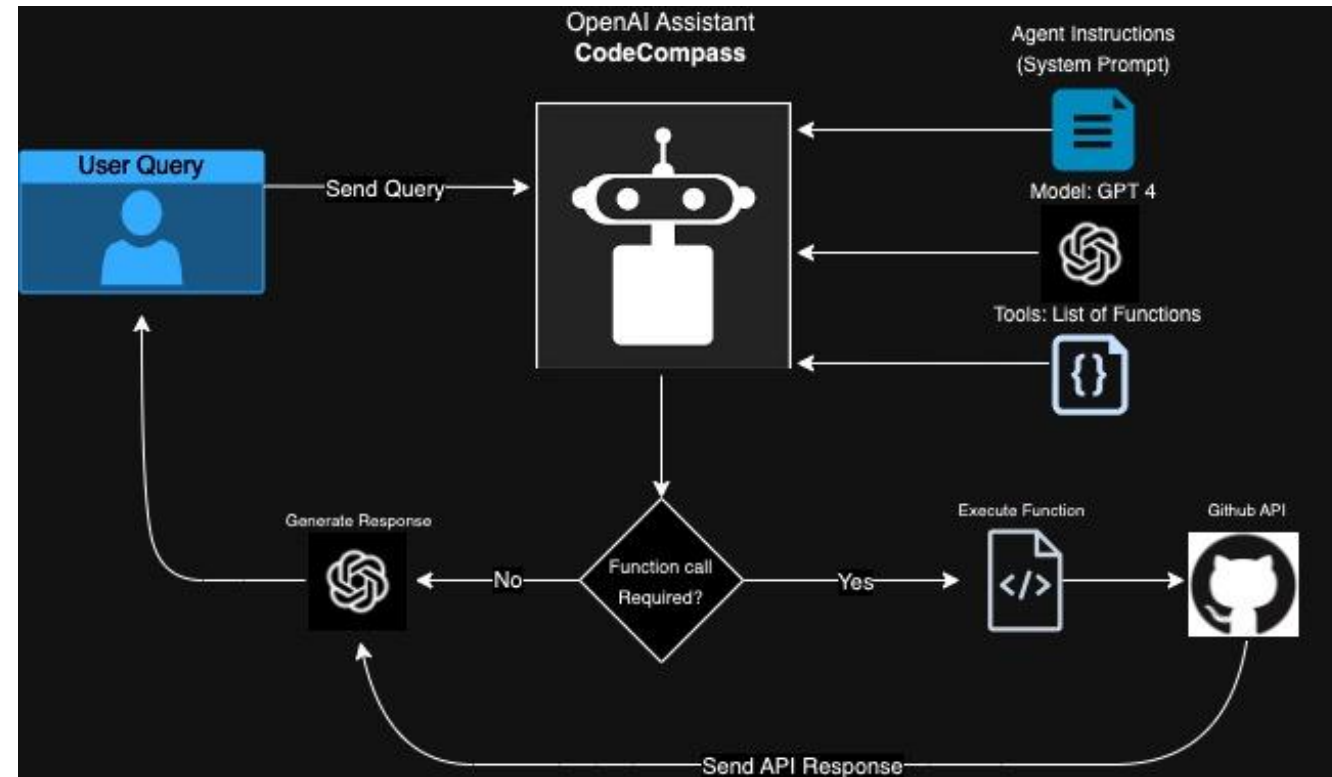 OpenAI Assistant
CodeCompass
Agent Instructions
(System Prompt)
User Query
Send Query
Model: GPT 4
Tools: List of Functions
Generate Response
Function call
Required?
No
Yes
Execute Function
Github API
Send API Response